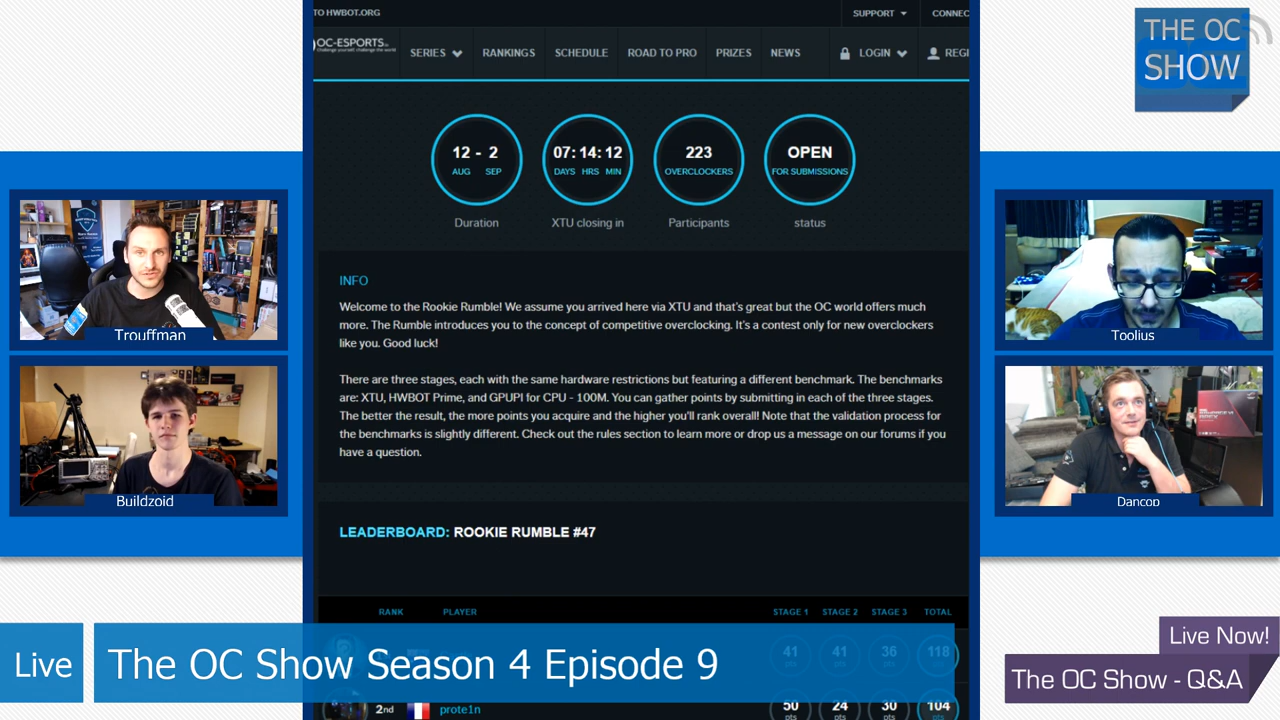 TO HWBOT.ORG
SUPPORT
CONNEC
OC-ESPORTS
SERIES
RANKINGS
SCHEDULE
ROAD TO PRO
PRIZES
NEWS
LOGIN
REGI
THE OC
SHOW
12 - 2
AUG SEP
Duration
07: 14: 12
DAYS HRS MIN
XTU closing in
223
OVERCLOCKERS
Participants
OPEN
FOR SUBMISSIONS
status
INFO
Welcome to the Rookie Rumble! We assume you arrived here via XTU and that's great but the OC world offers much
more. The Rumble introduces you to the concept of competitive overclocking. It's a contest only for new overclockers
like you. Good luck!
There are three stages, each with the same hardware restrictions but featuring a different benchmark. The benchmarks
are: XTU, HWBOT Prime, and GPUPI for CPU - 100M. You can gather points by submitting in each of the three stages.
The better the result, the more points you acquire and the higher you'll rank overall! Note that the validation process for
the benchmarks is slightly different. Check out the rules section to learn more or drop us a message on our forums if you
have a question.
Trouffman
Buildzoid
Toolius
Dancop
LEADERBOARD: ROOKIE RUMBLE #47
RANK PLAYER STAGE 1 STAGE 2 STAGE 3 TOTAL
41 pts 41 pts 36 pts 118 pts
2nd prote1n 50 pts 24 pts 30 pts 104 pts
Live
The OC Show Season 4 Episode 9
Live Now!
The OC Show - Q&A